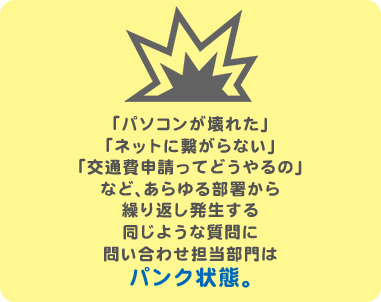 「パソコンが壊れた」
「ネットに繋がらない」
「交通費申請ってどうやるの」
など、あらゆる部署から
繰り返し発生する
同じような質問に
問い合わせ担当部門は
パンク状態。